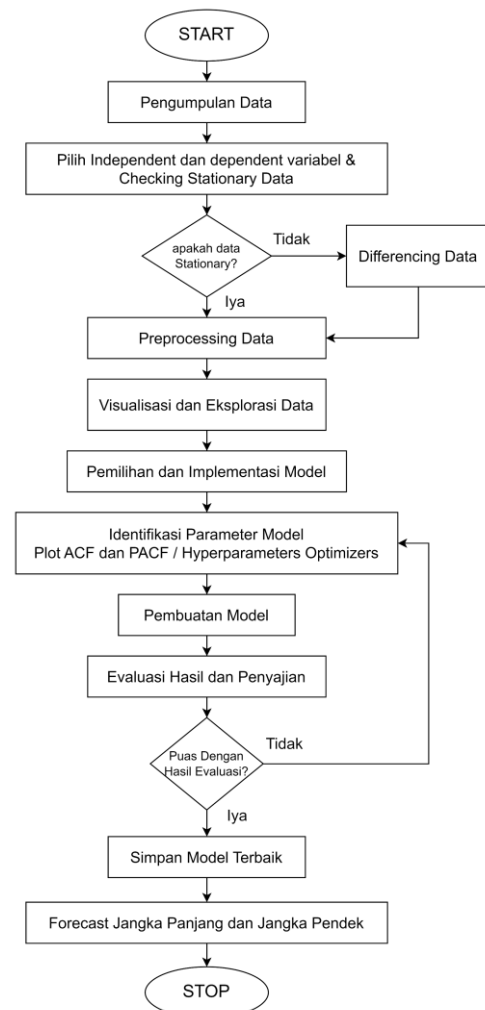 START
Pengumpulan Data
Pilih Independent dan dependent variabel &
Checking Stationary Data
apakah data
Stationary?
Tidak
Differencing Data
Iya
Preprocessing Data
Visualisasi dan Eksplorasi Data
Pemilihan dan Implementasi Model
Identifikasi Parameter Model
Plot ACF dan PACF / Hyperparameters Optimizers
Pembuatan Model
Evaluasi Hasil dan Penyajian
Puas Dengan
Hasil Evaluasi?
Tidak
Iya
Simpan Model Terbaik
Forecast Jangka Panjang dan Jangka Pendek
STOP